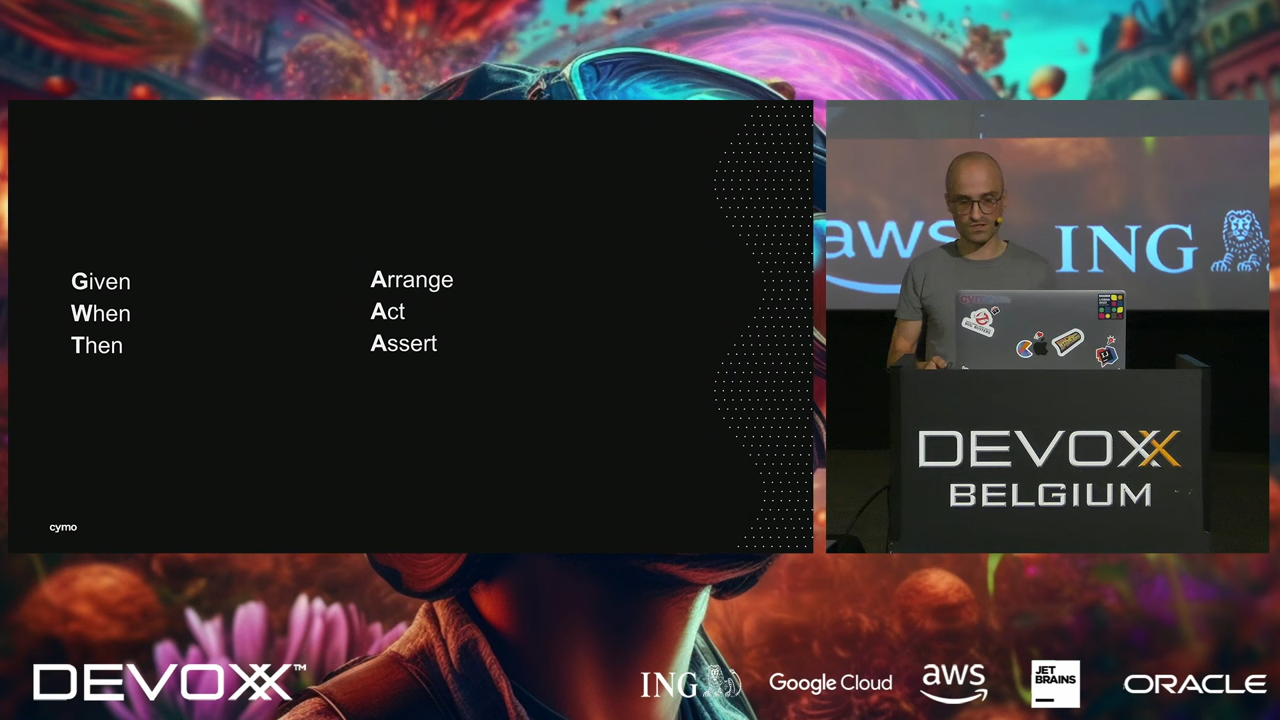 Given
When
Then
Arrange
Act
Assert
cymo
aws
ING
DEVOXX
BELGIUM
DEVOXX™
ING
Google Cloud
aws
JET
BRAINS
ORACLE